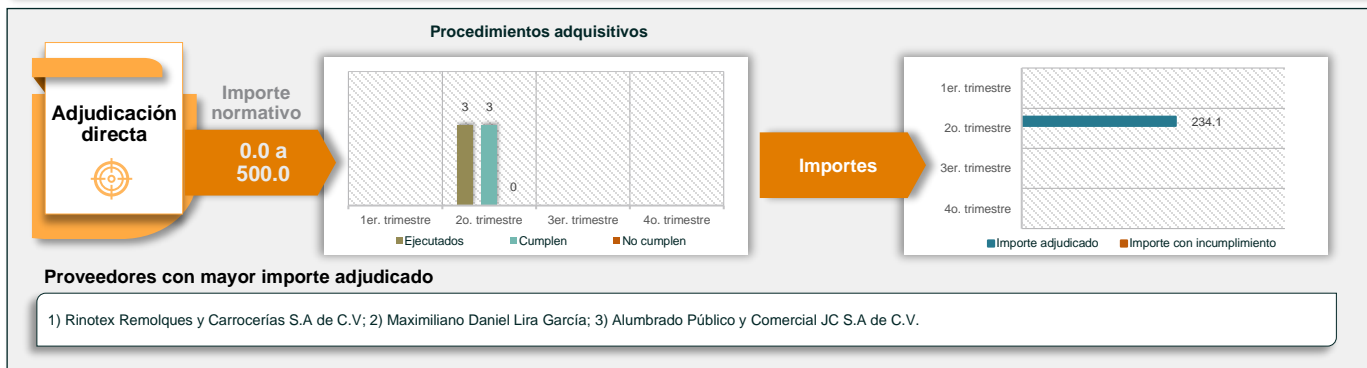 Adjudicación
directa
Importe
normativo
0.0 a
500.0
Procedimientos adquisitivos
3 3
0
1er. trimestre 2o. trimestre 3er. trimestre 4o. trimestre
Ejecutados Cumplen No cumplen
Importes
1er. trimestre
2o. trimestre 234.1
3er. trimestre
4o. trimestre
Importe adjudicado Importe con incumplimiento
Proveedores con mayor importe adjudicado
1) Rinotex Remolques y Carrocerías S.A de C.V; 2) Maximiliano Daniel Lira García; 3) Alumbrado Público y Comercial JC S.A de C.V.